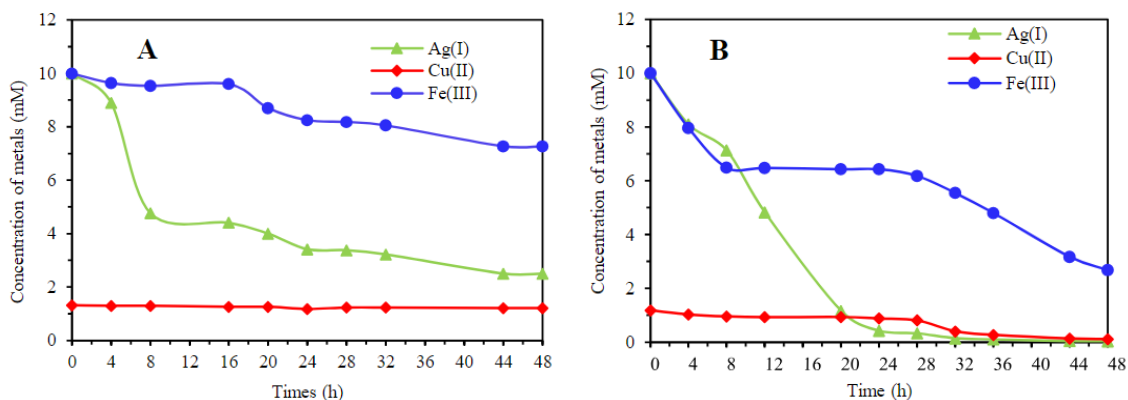 A
Ag(I)
Cu(II)
Fe(III)
Concentration of metals (mM)
12
10
8
6
4
2
0
0 4 8 12 16 20 24 28 32 36 40 44 48
Times (h)
B
Ag(I)
Cu(II)
Fe(III)
Concentration of metals (mM)
12
10
8
6
4
2
0
0 4 8 12 16 20 24 28 32 36 40 44 48
Time (h)